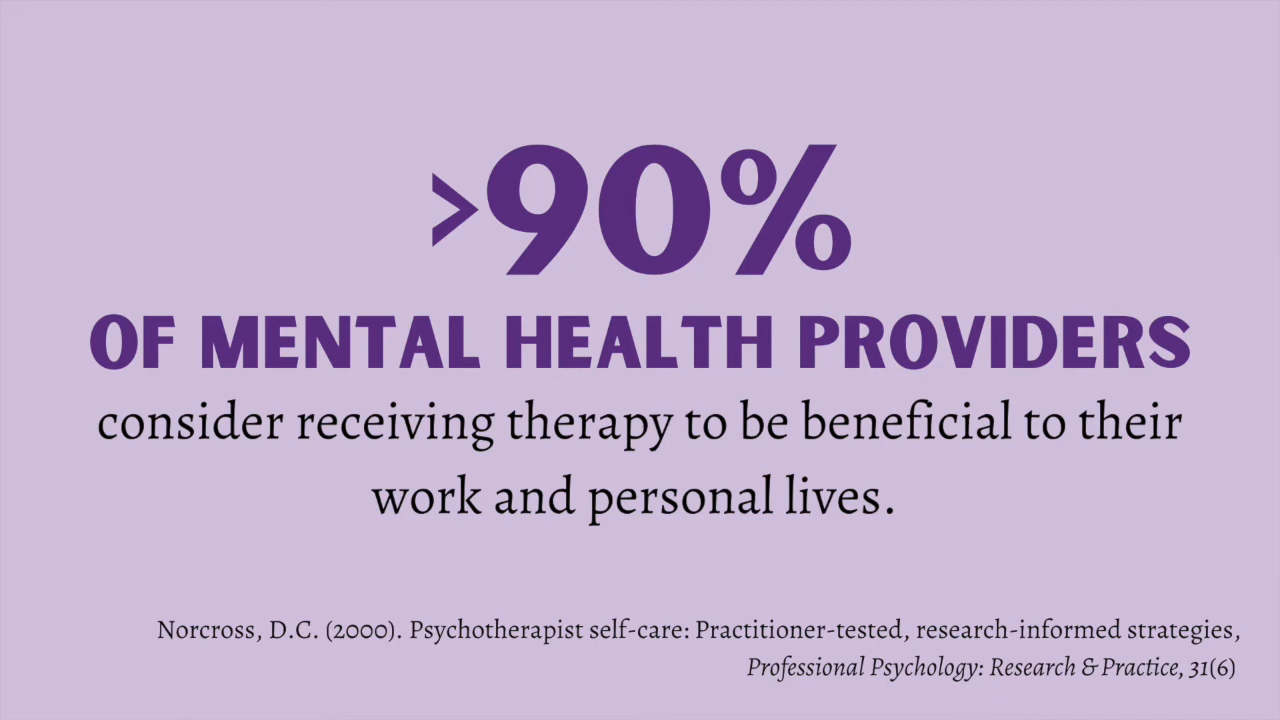 >90%
OF MENTAL HEALTH PROVIDERS
consider receiving therapy to be beneficial to their
work and personal lives.
Norcross, D.C. (2000). Psychotherapist self-care: Practitioner-tested, research-informed strategies,
Professional Psychology: Research & Practice, 31(6)